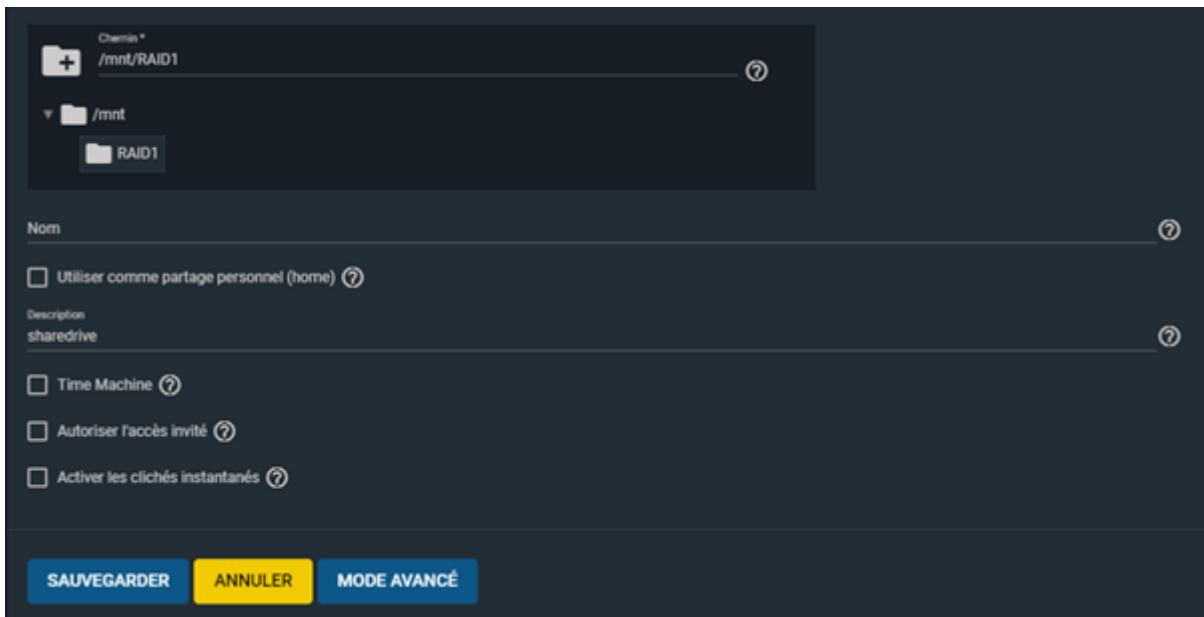 Chemin *
/mnt/RAID1
/mnt
RAID1
Nom
Utiliser comme partage personnel (home)
Description
sharedrive
Time Machine
Autoriser l'accès invité
Activer les clichés instantanés
SAUVEGARDER ANNULER MODE AVANCÉ